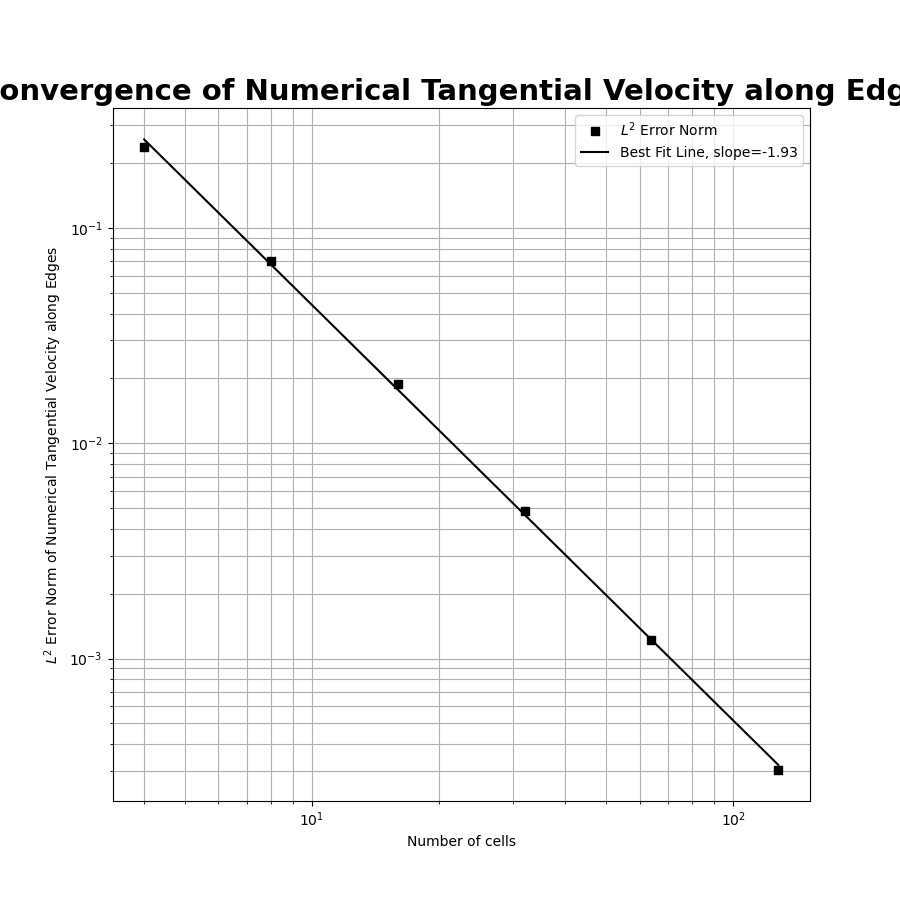 onvergence of Numerical Tangential Velocity along Edg
L² Error Norm
Best Fit Line, slope=-1.93
L² Error Norm of Numerical Tangential Velocity along Edges
10⁻¹
10⁻²
10⁻³
10¹
10²
Number of cells